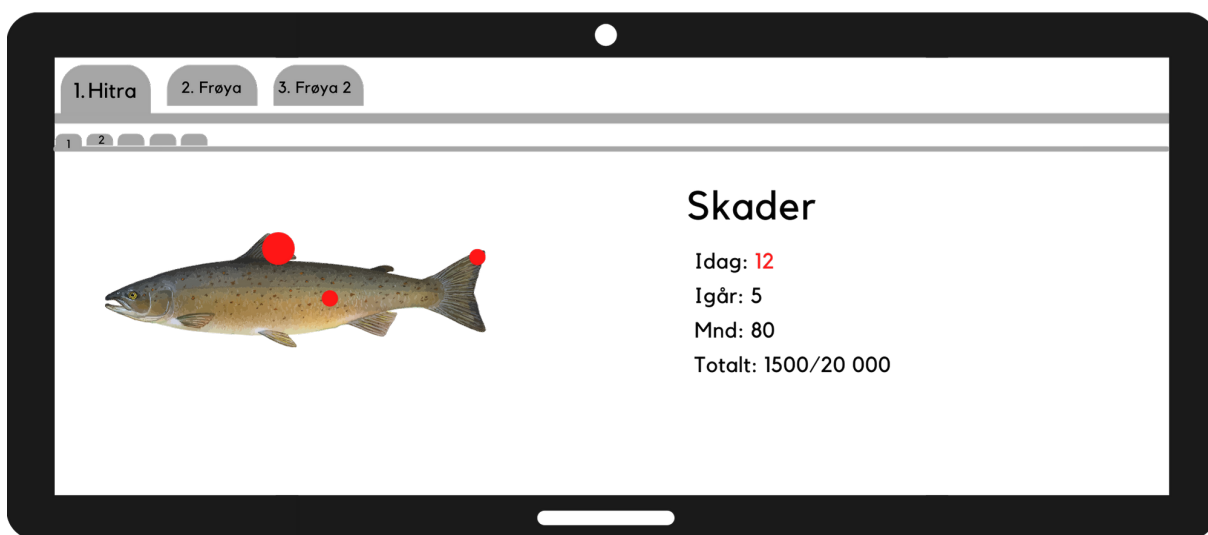 1. Hitra
2. Frøya
3. Frøya 2
1
2
Skader
Idag: 12
Igår: 5
Mnd: 80
Totalt: 1500/20 000